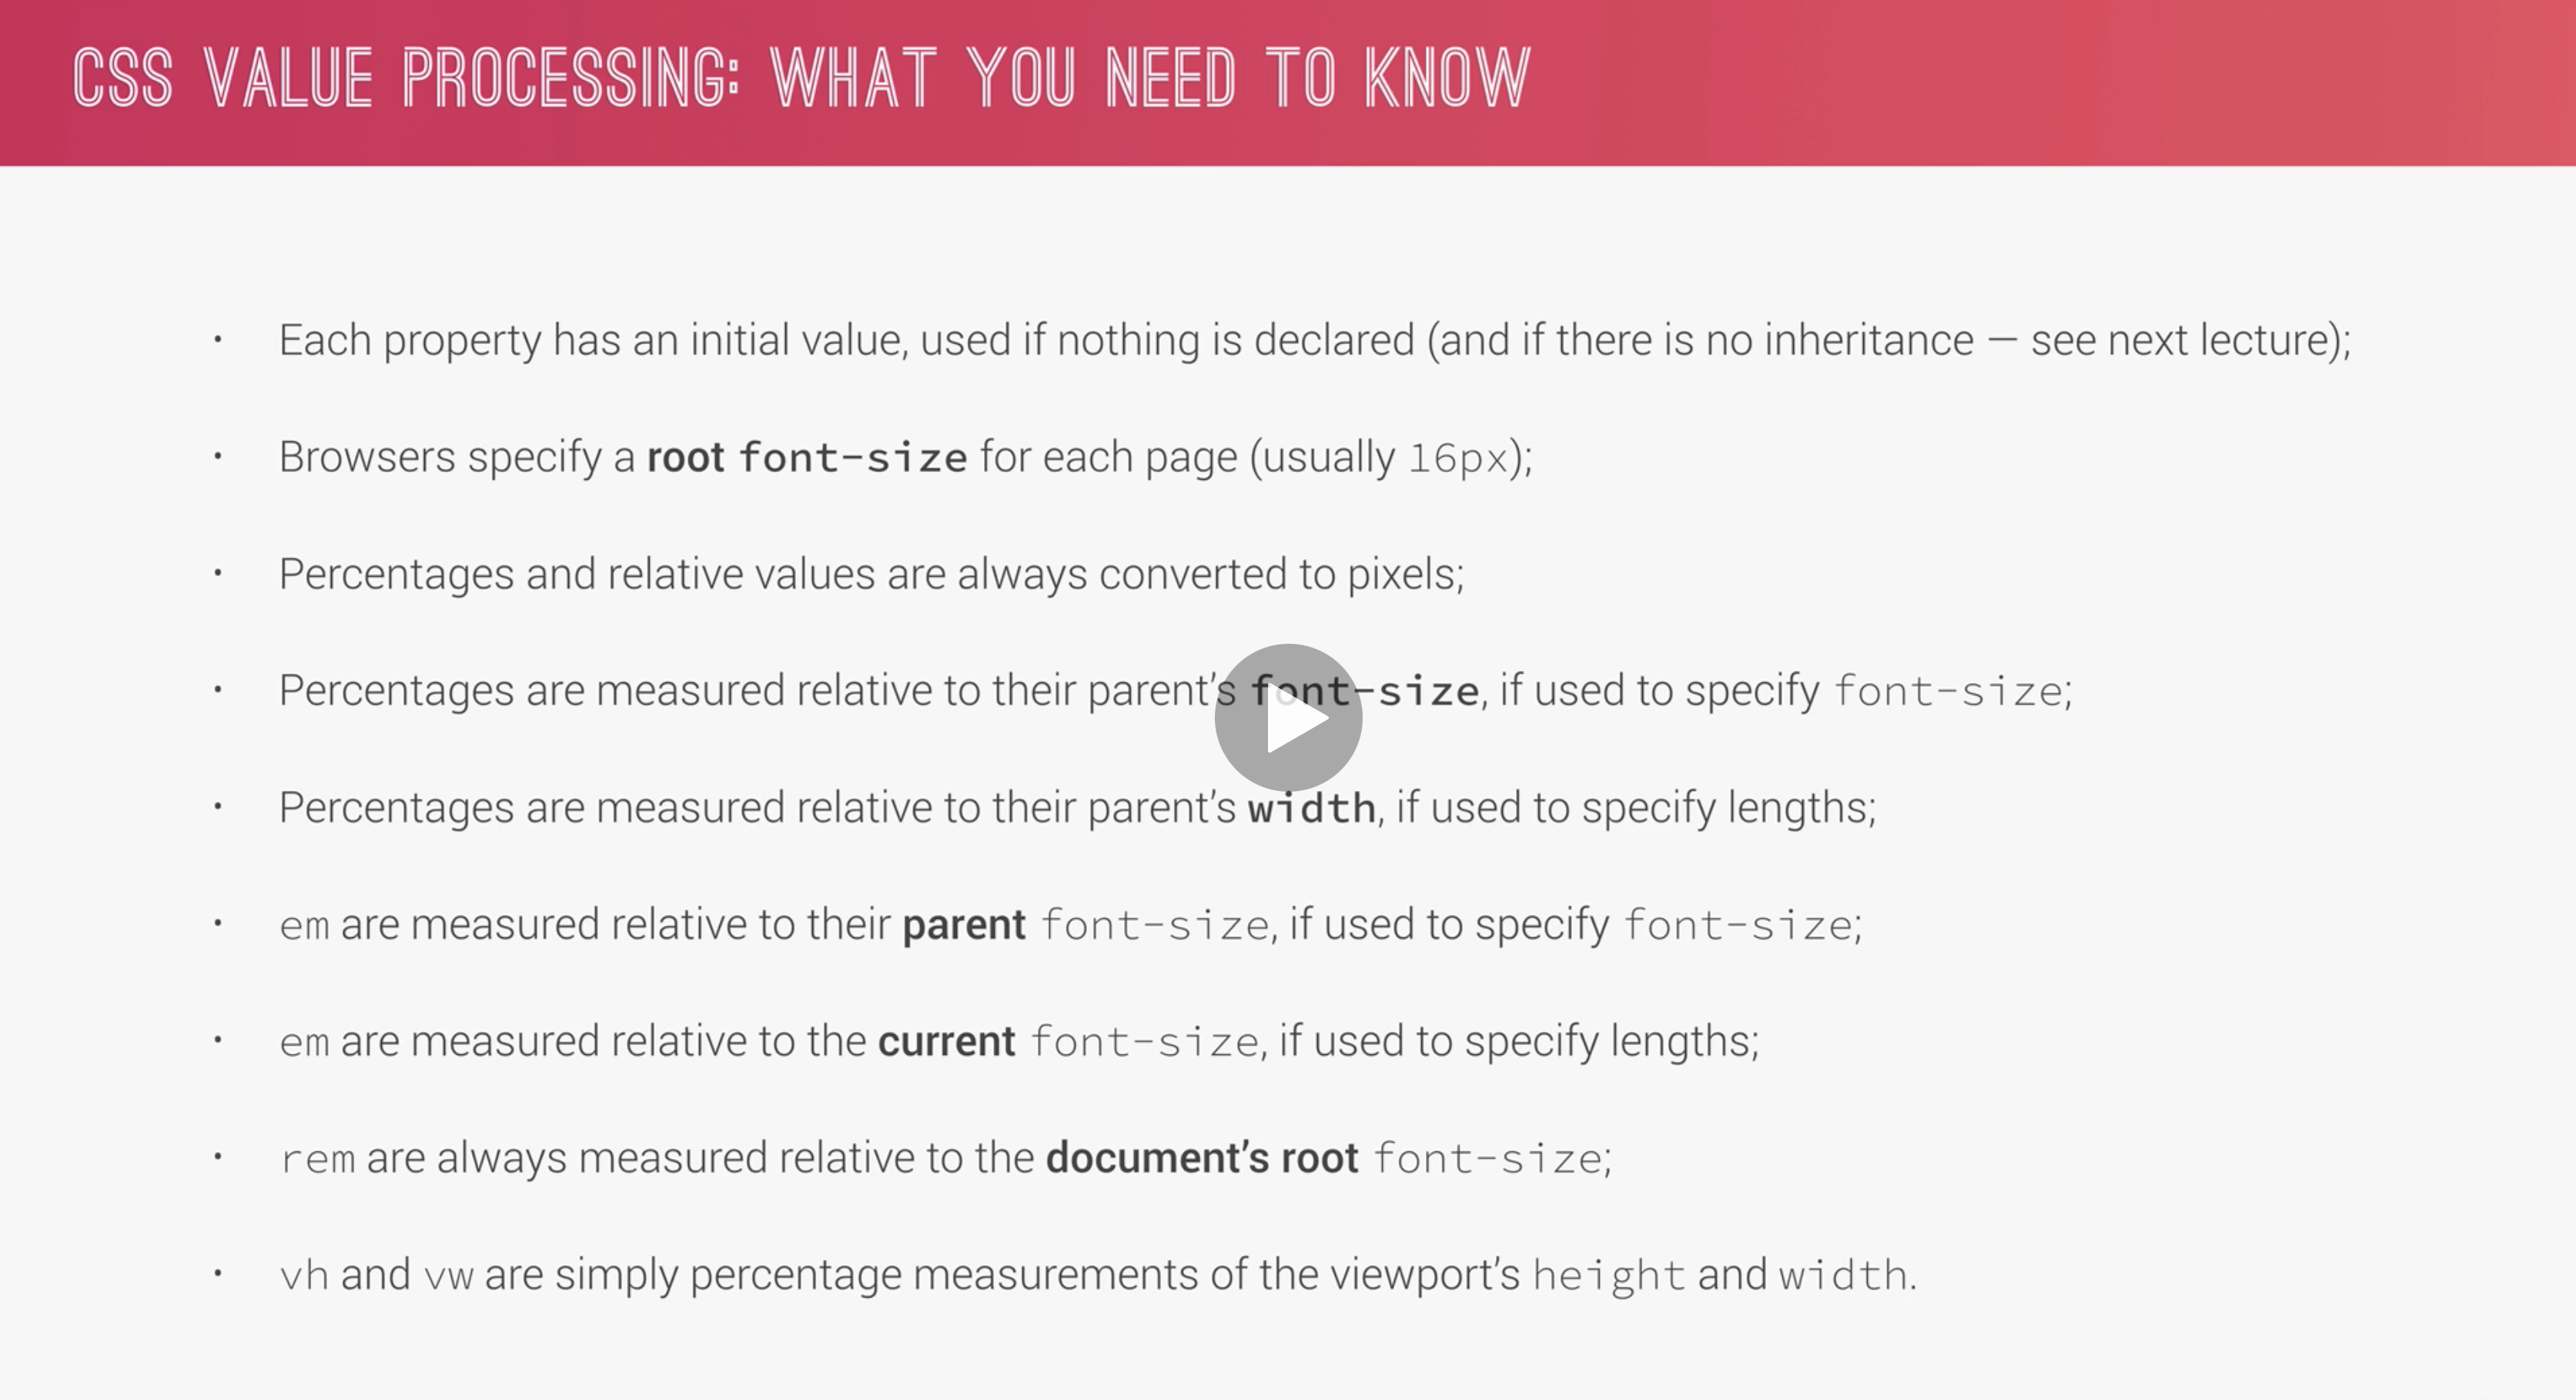 CSS VALUE PROCESSING: WHAT YOU NEED TO KNOW
• Each property has an initial value, used if nothing is declared (and if there is no inheritance — see next lecture);
• Browsers specify a root font-size for each page (usually 16px);
• Percentages and relative values are always converted to pixels;
• Percentages are measured relative to their parent’s font-size, if used to specify font-size;
• Percentages are measured relative to their parent’s width, if used to specify lengths;
• em are measured relative to their parent font-size, if used to specify font-size;
• em are measured relative to the current font-size, if used to specify lengths;
• rem are always measured relative to the document’s root font-size;
• vh and vw are simply percentage measurements of the viewport’s height and width.